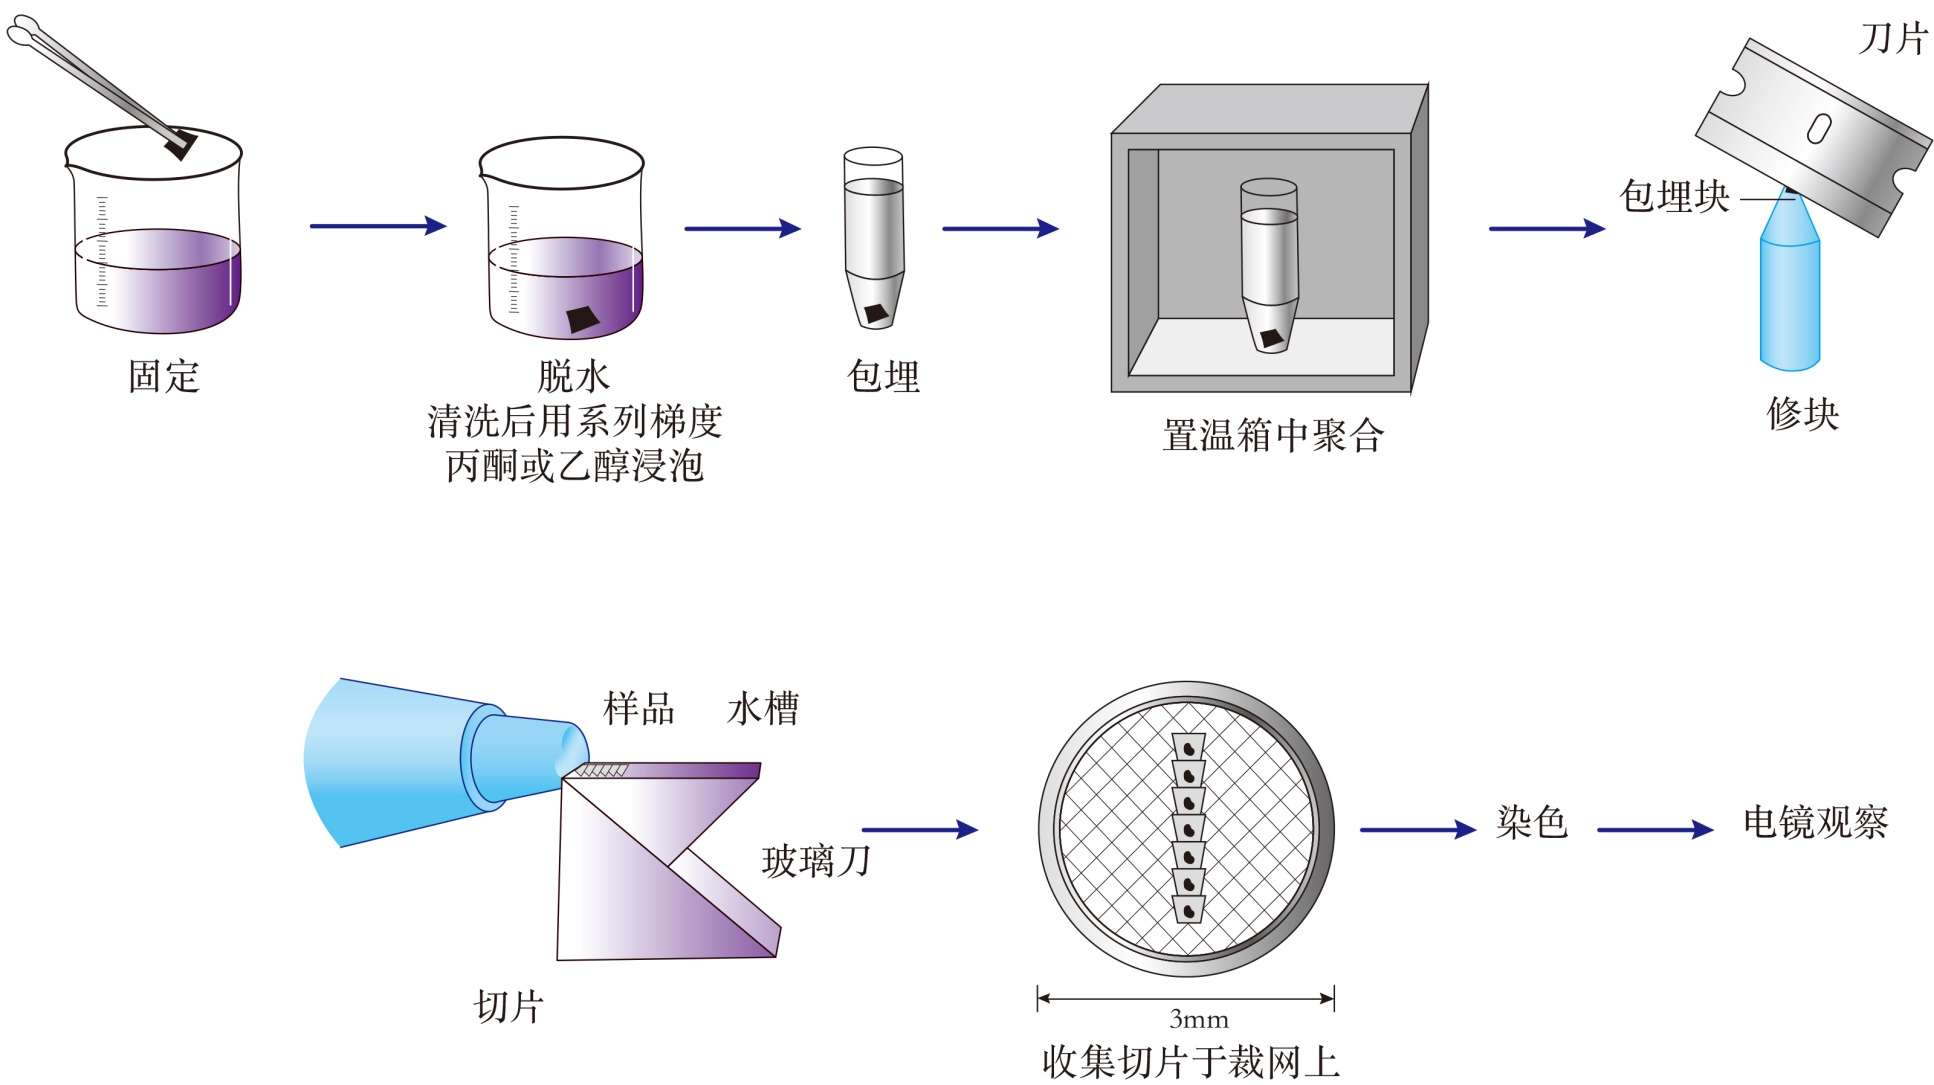 刀片
包埋块
固定
脱水
清洗后用系列梯度
丙酮或乙醇浸泡
包埋
置温箱中聚合
修块
样品
水槽
玻璃刀
切片
3mm
收集切片于裁网上
染色
电镜观察